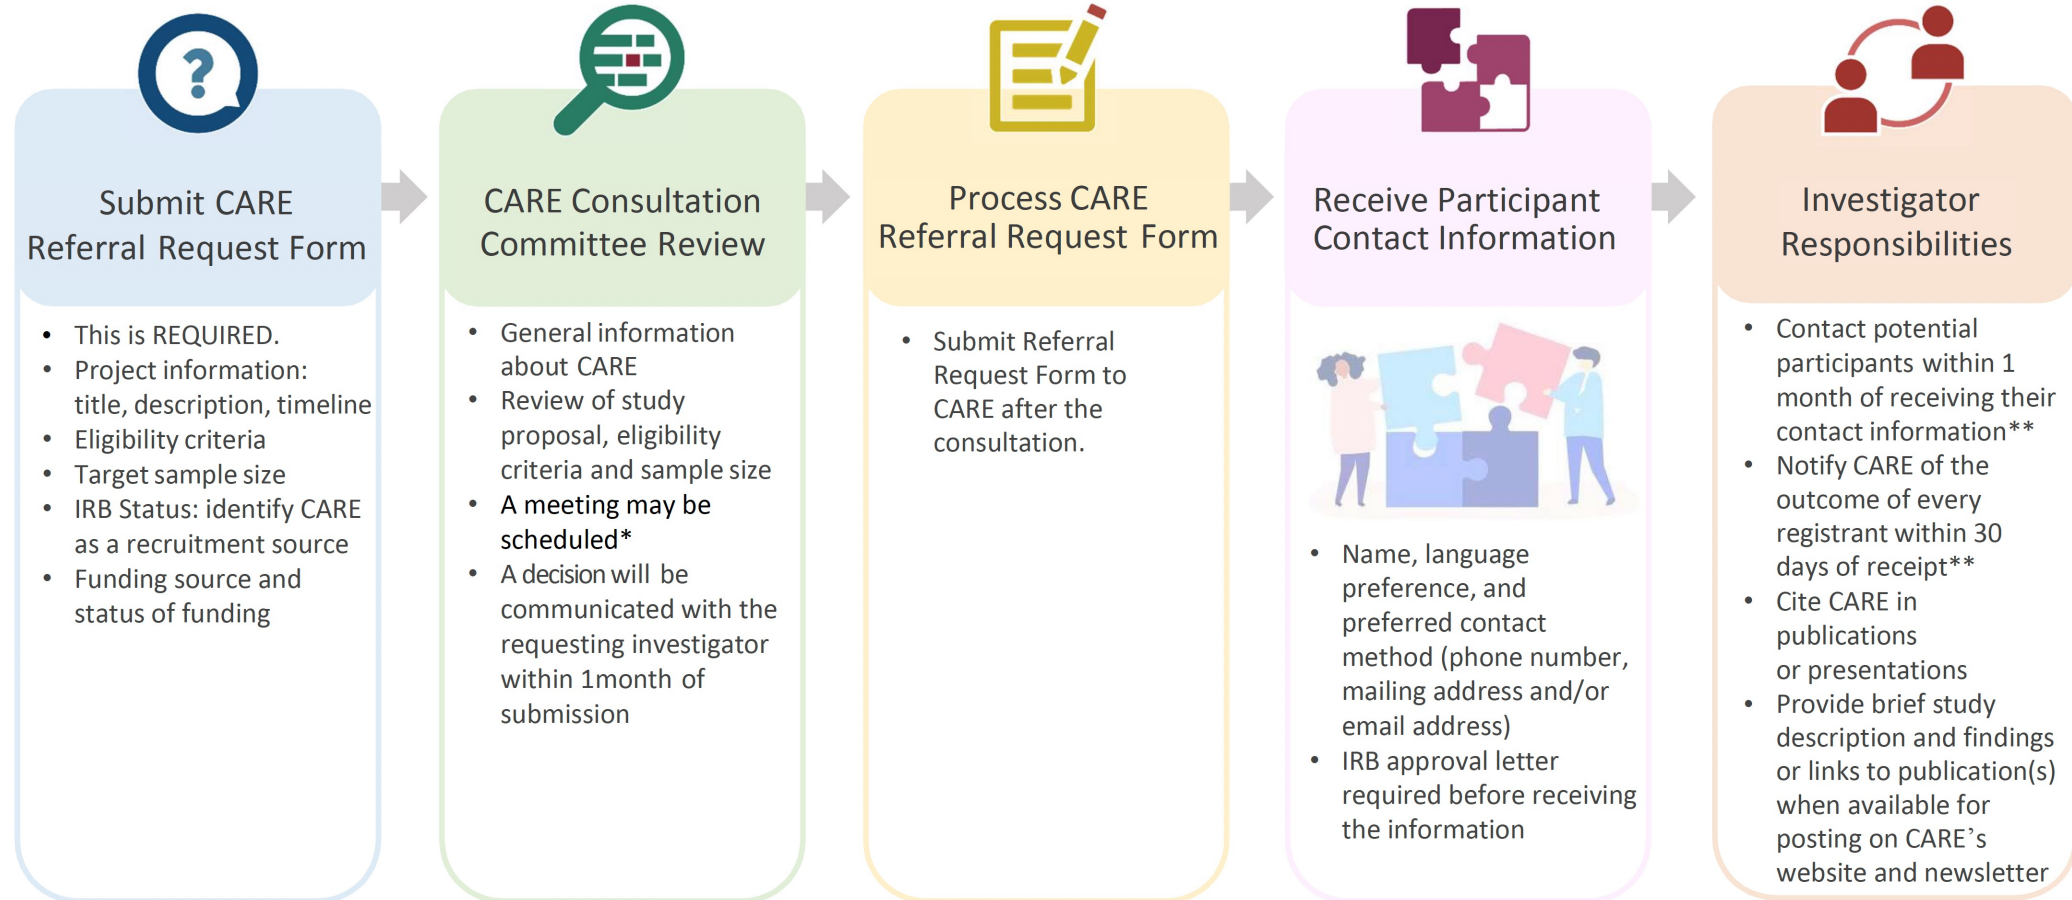 Submit CARE
Referral Request Form
• This is REQUIRED.
• Project information:
title, description, timeline
• Eligibility criteria
• Target sample size
• IRB Status: identify CARE
as a recruitment source
• Funding source and
status of funding
CARE Consultation
Committee Review
• General information
about CARE
• Review of study
proposal, eligibility
criteria and sample size
• A meeting may be
scheduled*
• A decision will be
communicated with the
requesting investigator
within 1month of
submission
Process CARE
Referral Request Form
• Submit Referral
Request Form to
CARE after the
consultation.
Receive Participant
Contact Information
• Name, language
preference, and
preferred contact
method (phone number,
mailing address and/or
email address)
• IRB approval letter
required before receiving
the information
Investigator
Responsibilities
• Contact potential
participants within 1
month of receiving their
contact information**
• Notify CARE of the
outcome of every
registrant within 30
days of receipt**
• Cite CARE in
publications
or presentations
• Provide brief study
description and findings
or links to publication(s)
when available for
posting on CARE’s
website and newsletter